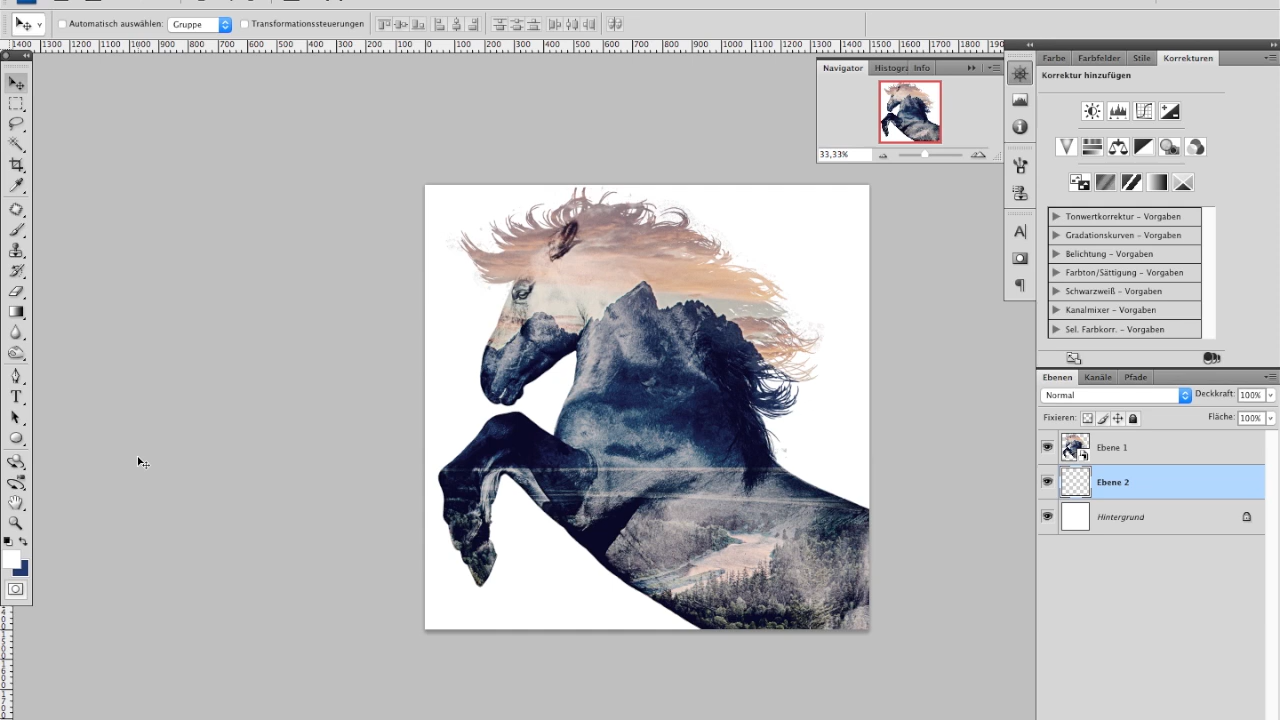 Automatisch auswählen: Gruppe Transformationssteuerungen
1400 1300 1200 1100 1000 900 800 700 600 500 400 300 200 100 0 100 200 300 400 500 600 700 800 900 1000 1100 1200 1300 1400 1500 1600 1700 1800
Navigator Histogra Info
33,33%
Farbe Farbfelder Stile Korrekturen
Korrektur hinzufügen
Tonwertkorrektur – Vorgaben
Gradationskurven – Vorgaben
Belichtung – Vorgaben
Farbton/Sättigung – Vorgaben
Schwarzweiß – Vorgaben
Kanalmixer – Vorgaben
Sel. Farbkorr. – Vorgaben
Ebenen Kanäle Pfade
Normal Deckkraft: 100%
Fixieren: Fläche: 100%
Ebene 1
Ebene 2
Hintergrund